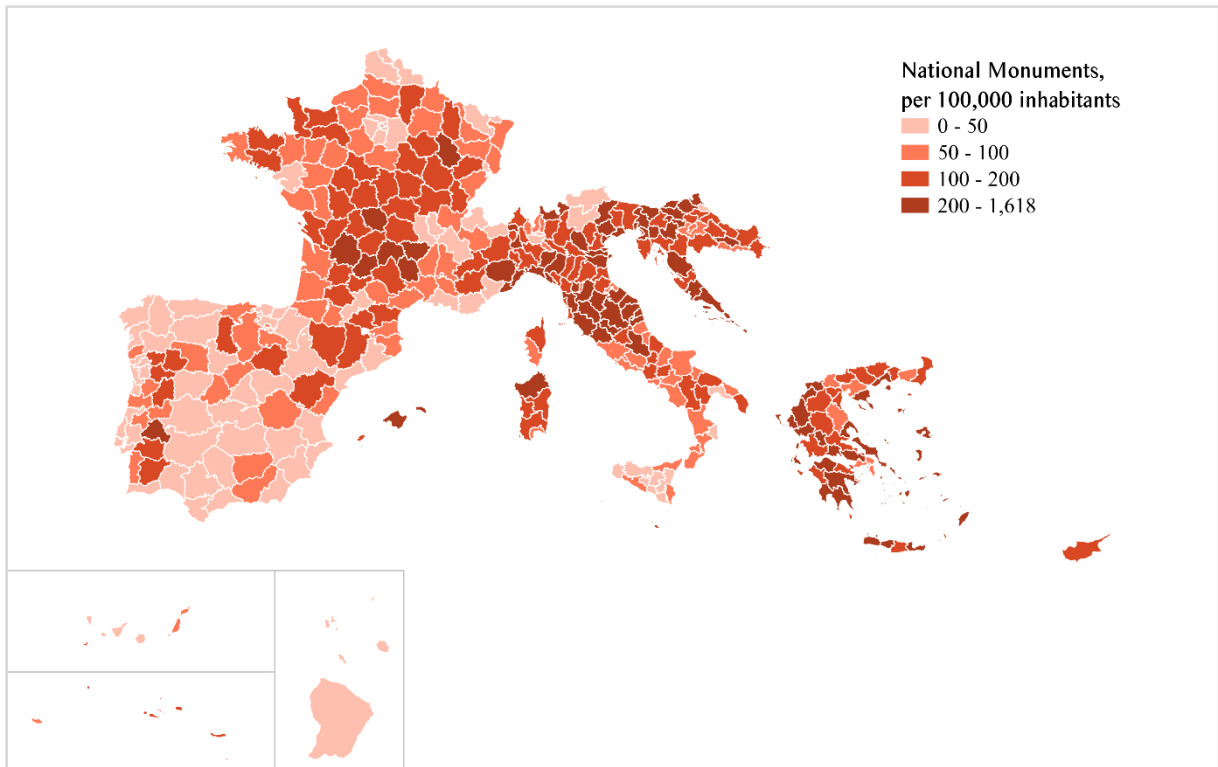 National Monuments,
per 100,000 inhabitants
0 - 50
50 - 100
100 - 200
200 - 1,618